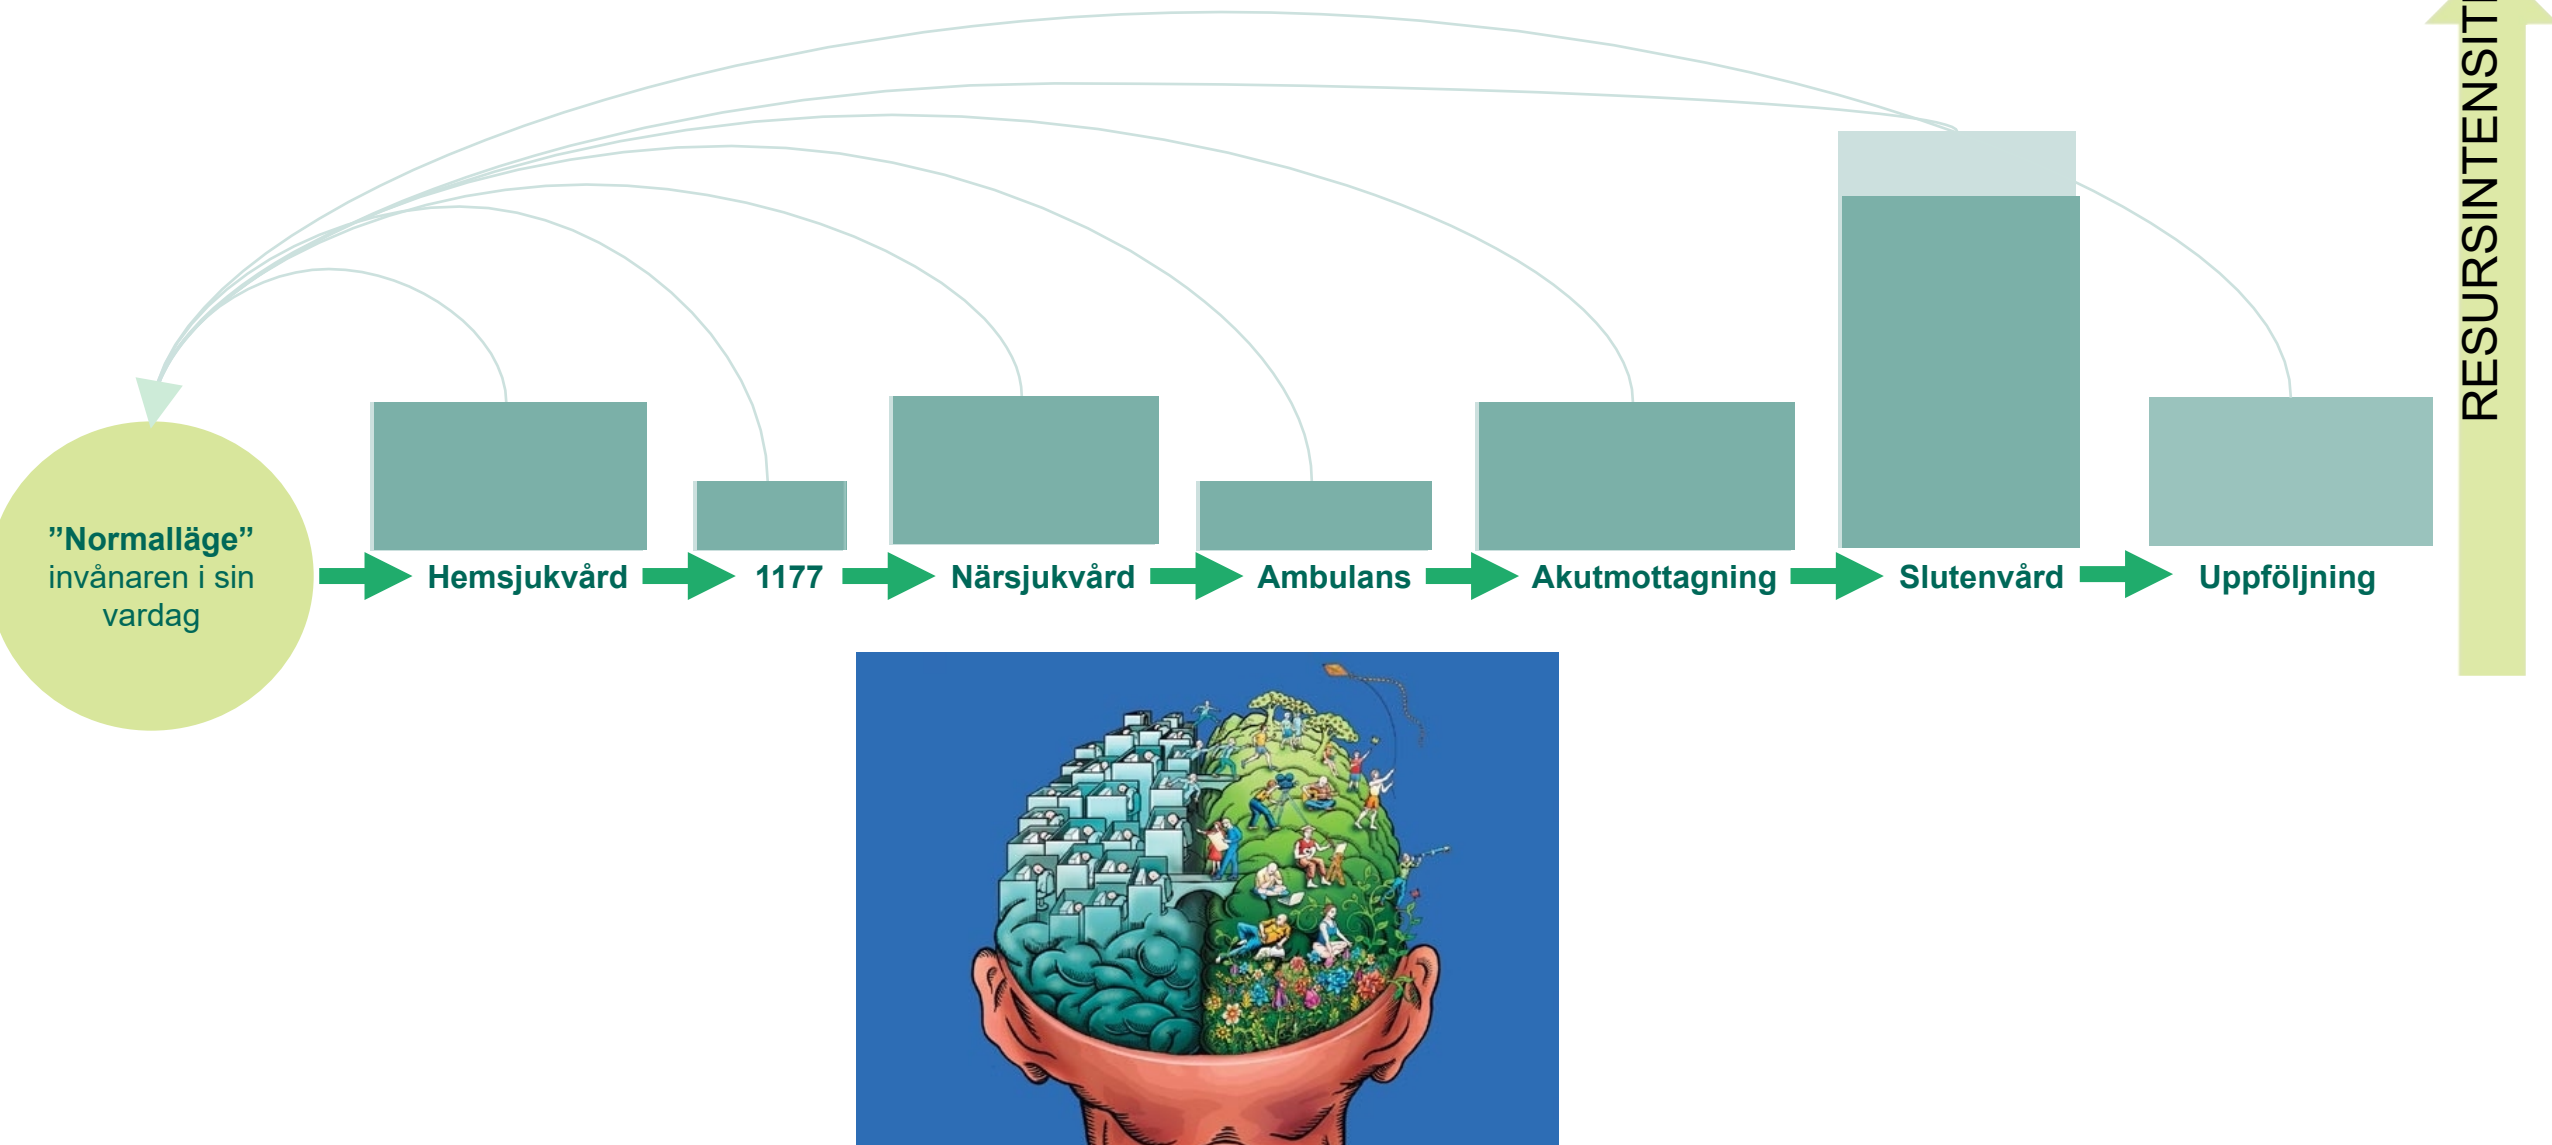 RESURSINTENSIT
”Normalläge”
invånaren i sin
vardag
Hemsjukvård
1177
Närsjukvård
Ambulans
Akutmottagning
Slutenvård
Uppföljning